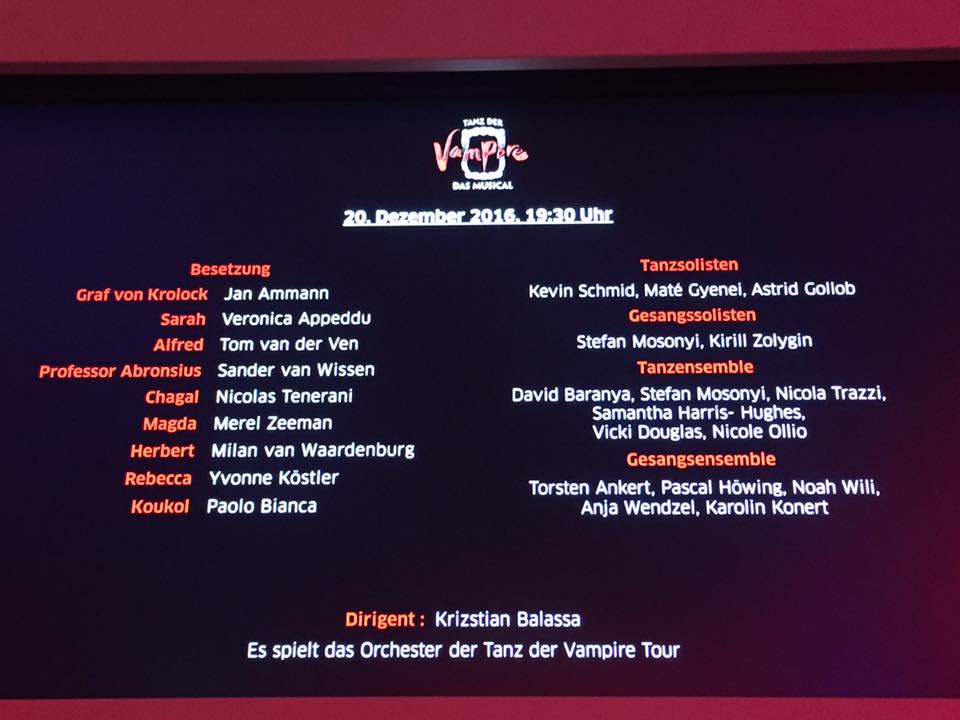 TANZ DER
Vampire
DAS MUSICAL
20. Dezember 2016, 19:30 Uhr
Besetzung
Graf von Krolock Jan Ammann
Sarah Veronica Appeddu
Alfred Tom van der Ven
Professor Abronsius Sander van Wissen
Chagal Nicolas Tenerani
Magda Merel Zeeman
Herbert Milan van Waardenburg
Rebecca Yvonne Köstler
Koukol Paolo Bianca
Tanzsolisten
Kevin Schmid, Maté Gyenei, Astrid Gollob
Gesangssolisten
Stefan Mosonyi, Kirill Zolygin
Tanzensemble
David Baranya, Stefan Mosonyi, Nicola Trazzi,
Samantha Harris- Hughes,
Vicki Douglas, Nicole Ollio
Gesangsensemble
Torsten Ankert, Pascal Höwing, Noah Wili,
Anja Wendzel, Karolin Konert
Dirigent : Krizstian Balassa
Es spielt das Orchester der Tanz der Vampire Tour